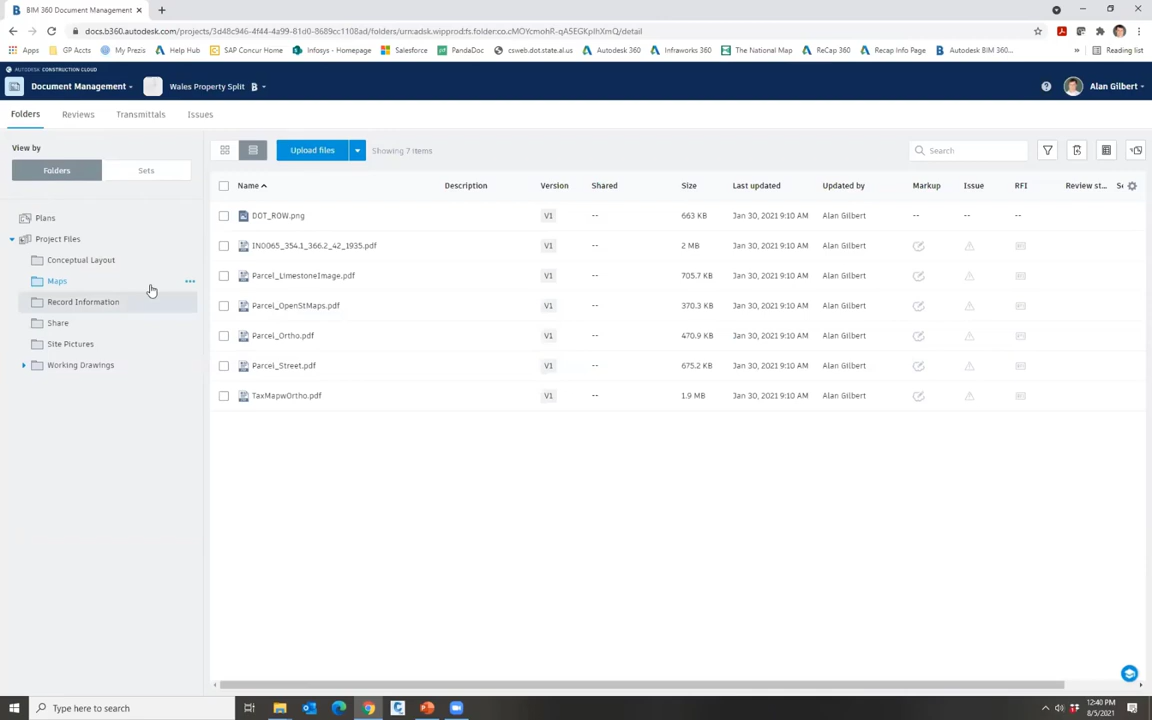 BIM 360 Document Management
docs.b360.autodesk.com/projects/3d48c946-4f45-4a99-81d0-8689cc1108ad/folders/urn:adsk.wipprod:fs.folder:co.cMOYcmohR-qA5EGKpIhXmQ/detail
Apps GP Accts My Prezis Help Hub SAP Concur Home Infosys - Homepage Salesforce PandaDoc csweb.dot.state.al.us Autodesk 360 Infraworks 360 The National Map ReCap 360 Recap Info Page Autodesk BIM 360... » Reading list
AUTODESK CONSTRUCTION CLOUD
Document Management Wales Property Split B Alan Gilbert
Folders Reviews Transmittals Issues
View by
Folders Sets
Upload files Showing 7 items Search
Name Description Version Shared Size Last updated Updated by Markup Issue RFI Review st... S
Plans
Project Files
Conceptual Layout
Maps ...
Record Information
Share
Site Pictures
Working Drawings
DOT_ROW.png V1 -- 663 KB Jan 30, 2021 9:10 AM Alan Gilbert -- -- --
IN0065_354.1_366.2_42_1935.pdf V1 -- 2 MB Jan 30, 2021 9:10 AM Alan Gilbert
Parcel_LimestoneImage.pdf V1 -- 705.7 KB Jan 30, 2021 9:10 AM Alan Gilbert
Parcel_OpenStMaps.pdf V1 -- 370.3 KB Jan 30, 2021 9:10 AM Alan Gilbert
Parcel_Ortho.pdf V1 -- 470.9 KB Jan 30, 2021 9:10 AM Alan Gilbert
Parcel_Street.pdf V1 -- 675.2 KB Jan 30, 2021 9:10 AM Alan Gilbert
TaxMapwOrtho.pdf V1 -- 1.9 MB Jan 30, 2021 9:10 AM Alan Gilbert
Type here to search
12:40 PM
8/5/2021